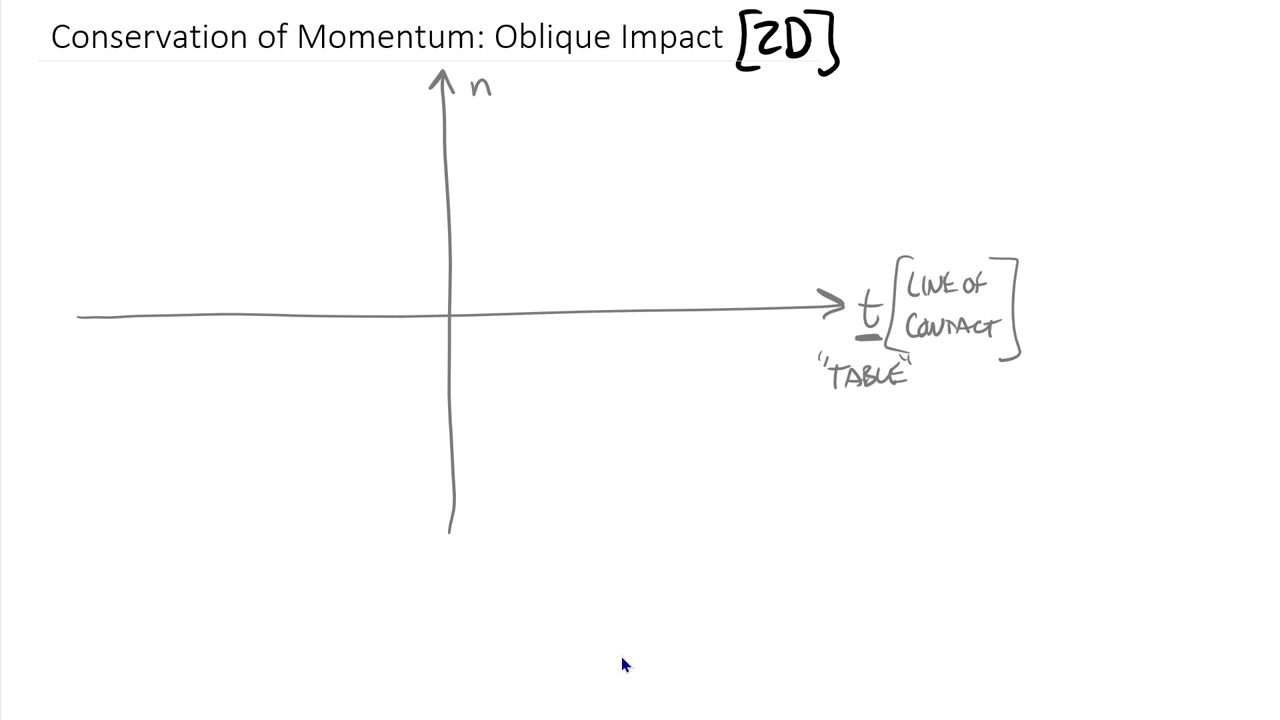 Conservation of Momentum: Oblique Impact [2D]
n
t [LINE OF
CONTACT]
"TABLE"